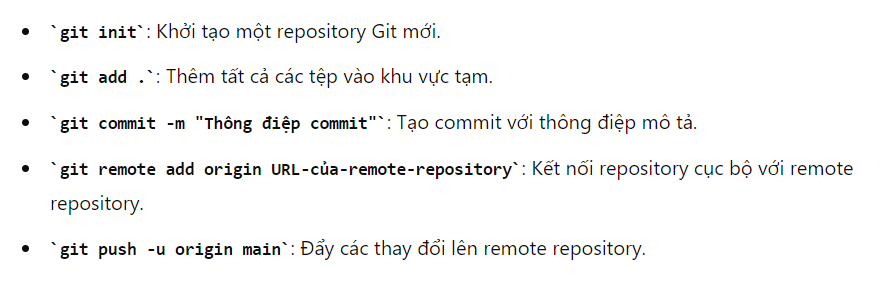 • `git init`: Khởi tạo một repository Git mới.
• `git add .`: Thêm tất cả các tệp vào khu vực tạm.
• `git commit -m "Thông điệp commit"`: Tạo commit với thông điệp mô tả.
• `git remote add origin URL-của-remote-repository`: Kết nối repository cục bộ với remote
repository.
• `git push -u origin main`: Đẩy các thay đổi lên remote repository.